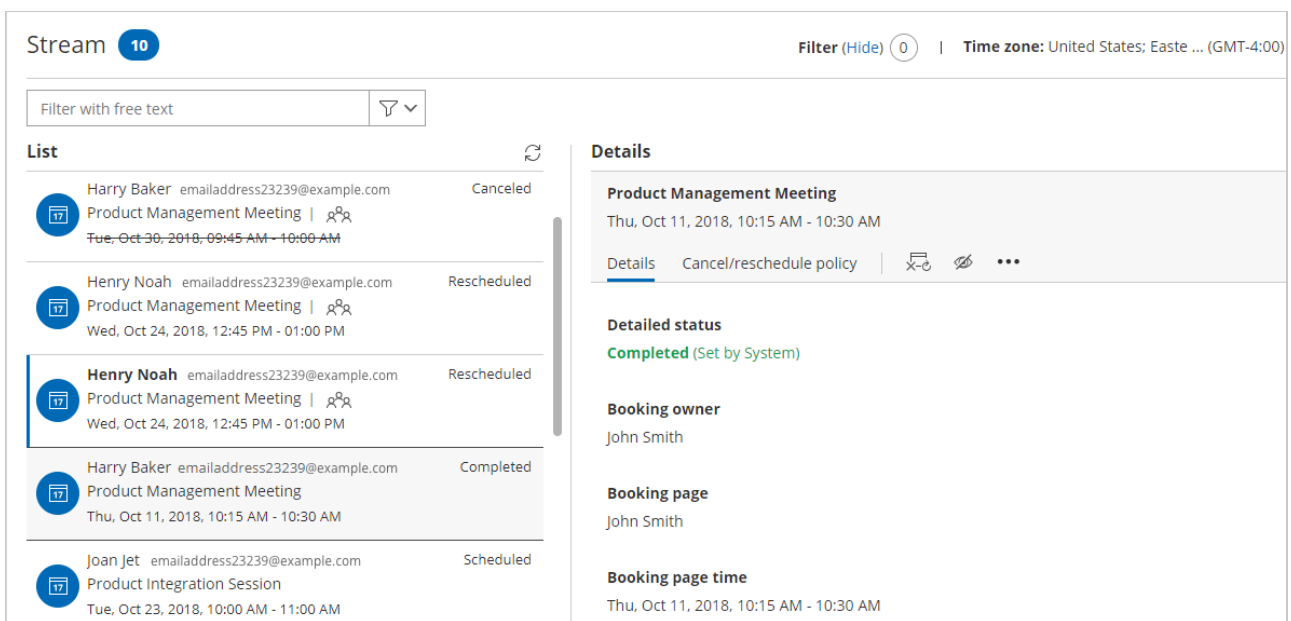 Stream 10
Filter (Hide) 0 | Time zone: United States; Easte ... (GMT-4:00)
Filter with free text
List
Harry Baker emailaddress23239@example.com Canceled
Product Management Meeting |
Tue, Oct 30, 2018, 09:45 AM - 10:00 AM
Henry Noah emailaddress23239@example.com Rescheduled
Product Management Meeting |
Wed, Oct 24, 2018, 12:45 PM - 01:00 PM
Henry Noah emailaddress23239@example.com Rescheduled
Product Management Meeting |
Wed, Oct 24, 2018, 12:45 PM - 01:00 PM
Harry Baker emailaddress23239@example.com Completed
Product Management Meeting
Thu, Oct 11, 2018, 10:15 AM - 10:30 AM
Joan Jet emailaddress23239@example.com Scheduled
Product Integration Session
Tue, Oct 23, 2018, 10:00 AM - 11:00 AM
17
17
17
17
17
Details
Product Management Meeting
Thu, Oct 11, 2018, 10:15 AM - 10:30 AM
Details Cancel/reschedule policy
Detailed status
Completed (Set by System)
Booking owner
John Smith
Booking page
John Smith
Booking page time
Thu, Oct 11, 2018, 10:15 AM - 10:30 AM